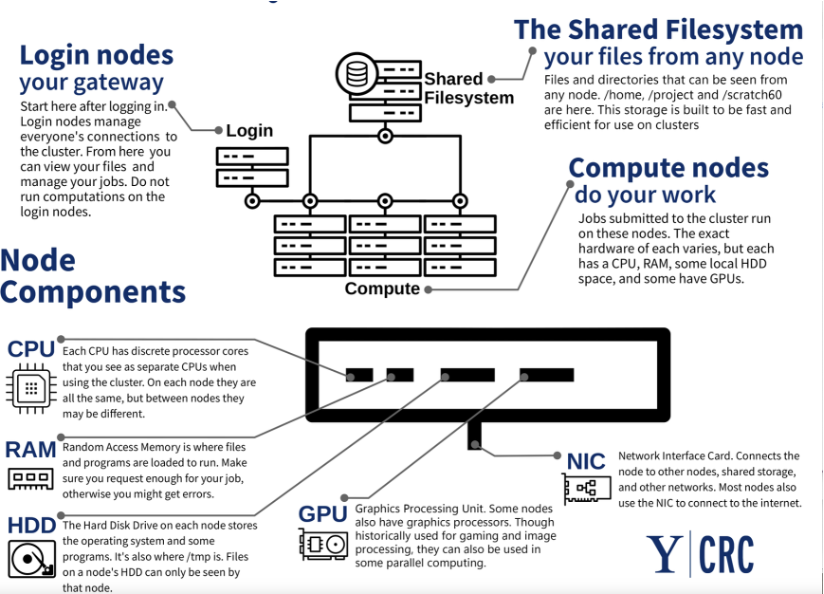 Login nodes
your gateway
Start here after logging in.
Login nodes manage
everyone's connections to
the cluster. From here you
can view your files and
manage your jobs. Do not
run computations on the
login nodes.
Login
Shared
Filesystem
Compute
The Shared Filesystem
your files from any node
Files and directories that can be seen from
any node. /home, /project and /scratch60
are here. This storage is built to be fast and
efficient for use on clusters
Compute nodes
do your work
Jobs submitted to the cluster run
on these nodes. The exact
hardware of each varies, but each
has a CPU, RAM, some local HDD
space, and some have GPUs.
Node
Components
CPU
Each CPU has discrete processor cores
that you see as separate CPUs when
using the cluster. On each node they are
all the same, but between nodes they
may be different.
RAM
Random Access Memory is where files
and programs are loaded to run. Make
sure you request enough for your job,
otherwise you might get errors.
HDD
The Hard Disk Drive on each node stores
the operating system and some
programs. It's also where /tmp is. Files
on a node's HDD can only be seen by
that node.
GPU
Graphics Processing Unit. Some nodes
also have graphics processors. Though
historically used for gaming and image
processing, they can also be used in
some parallel computing.
NIC
Network Interface Card. Connects the
node to other nodes, shared storage,
and other networks. Most nodes also
use the NIC to connect to the internet.
Y CRC